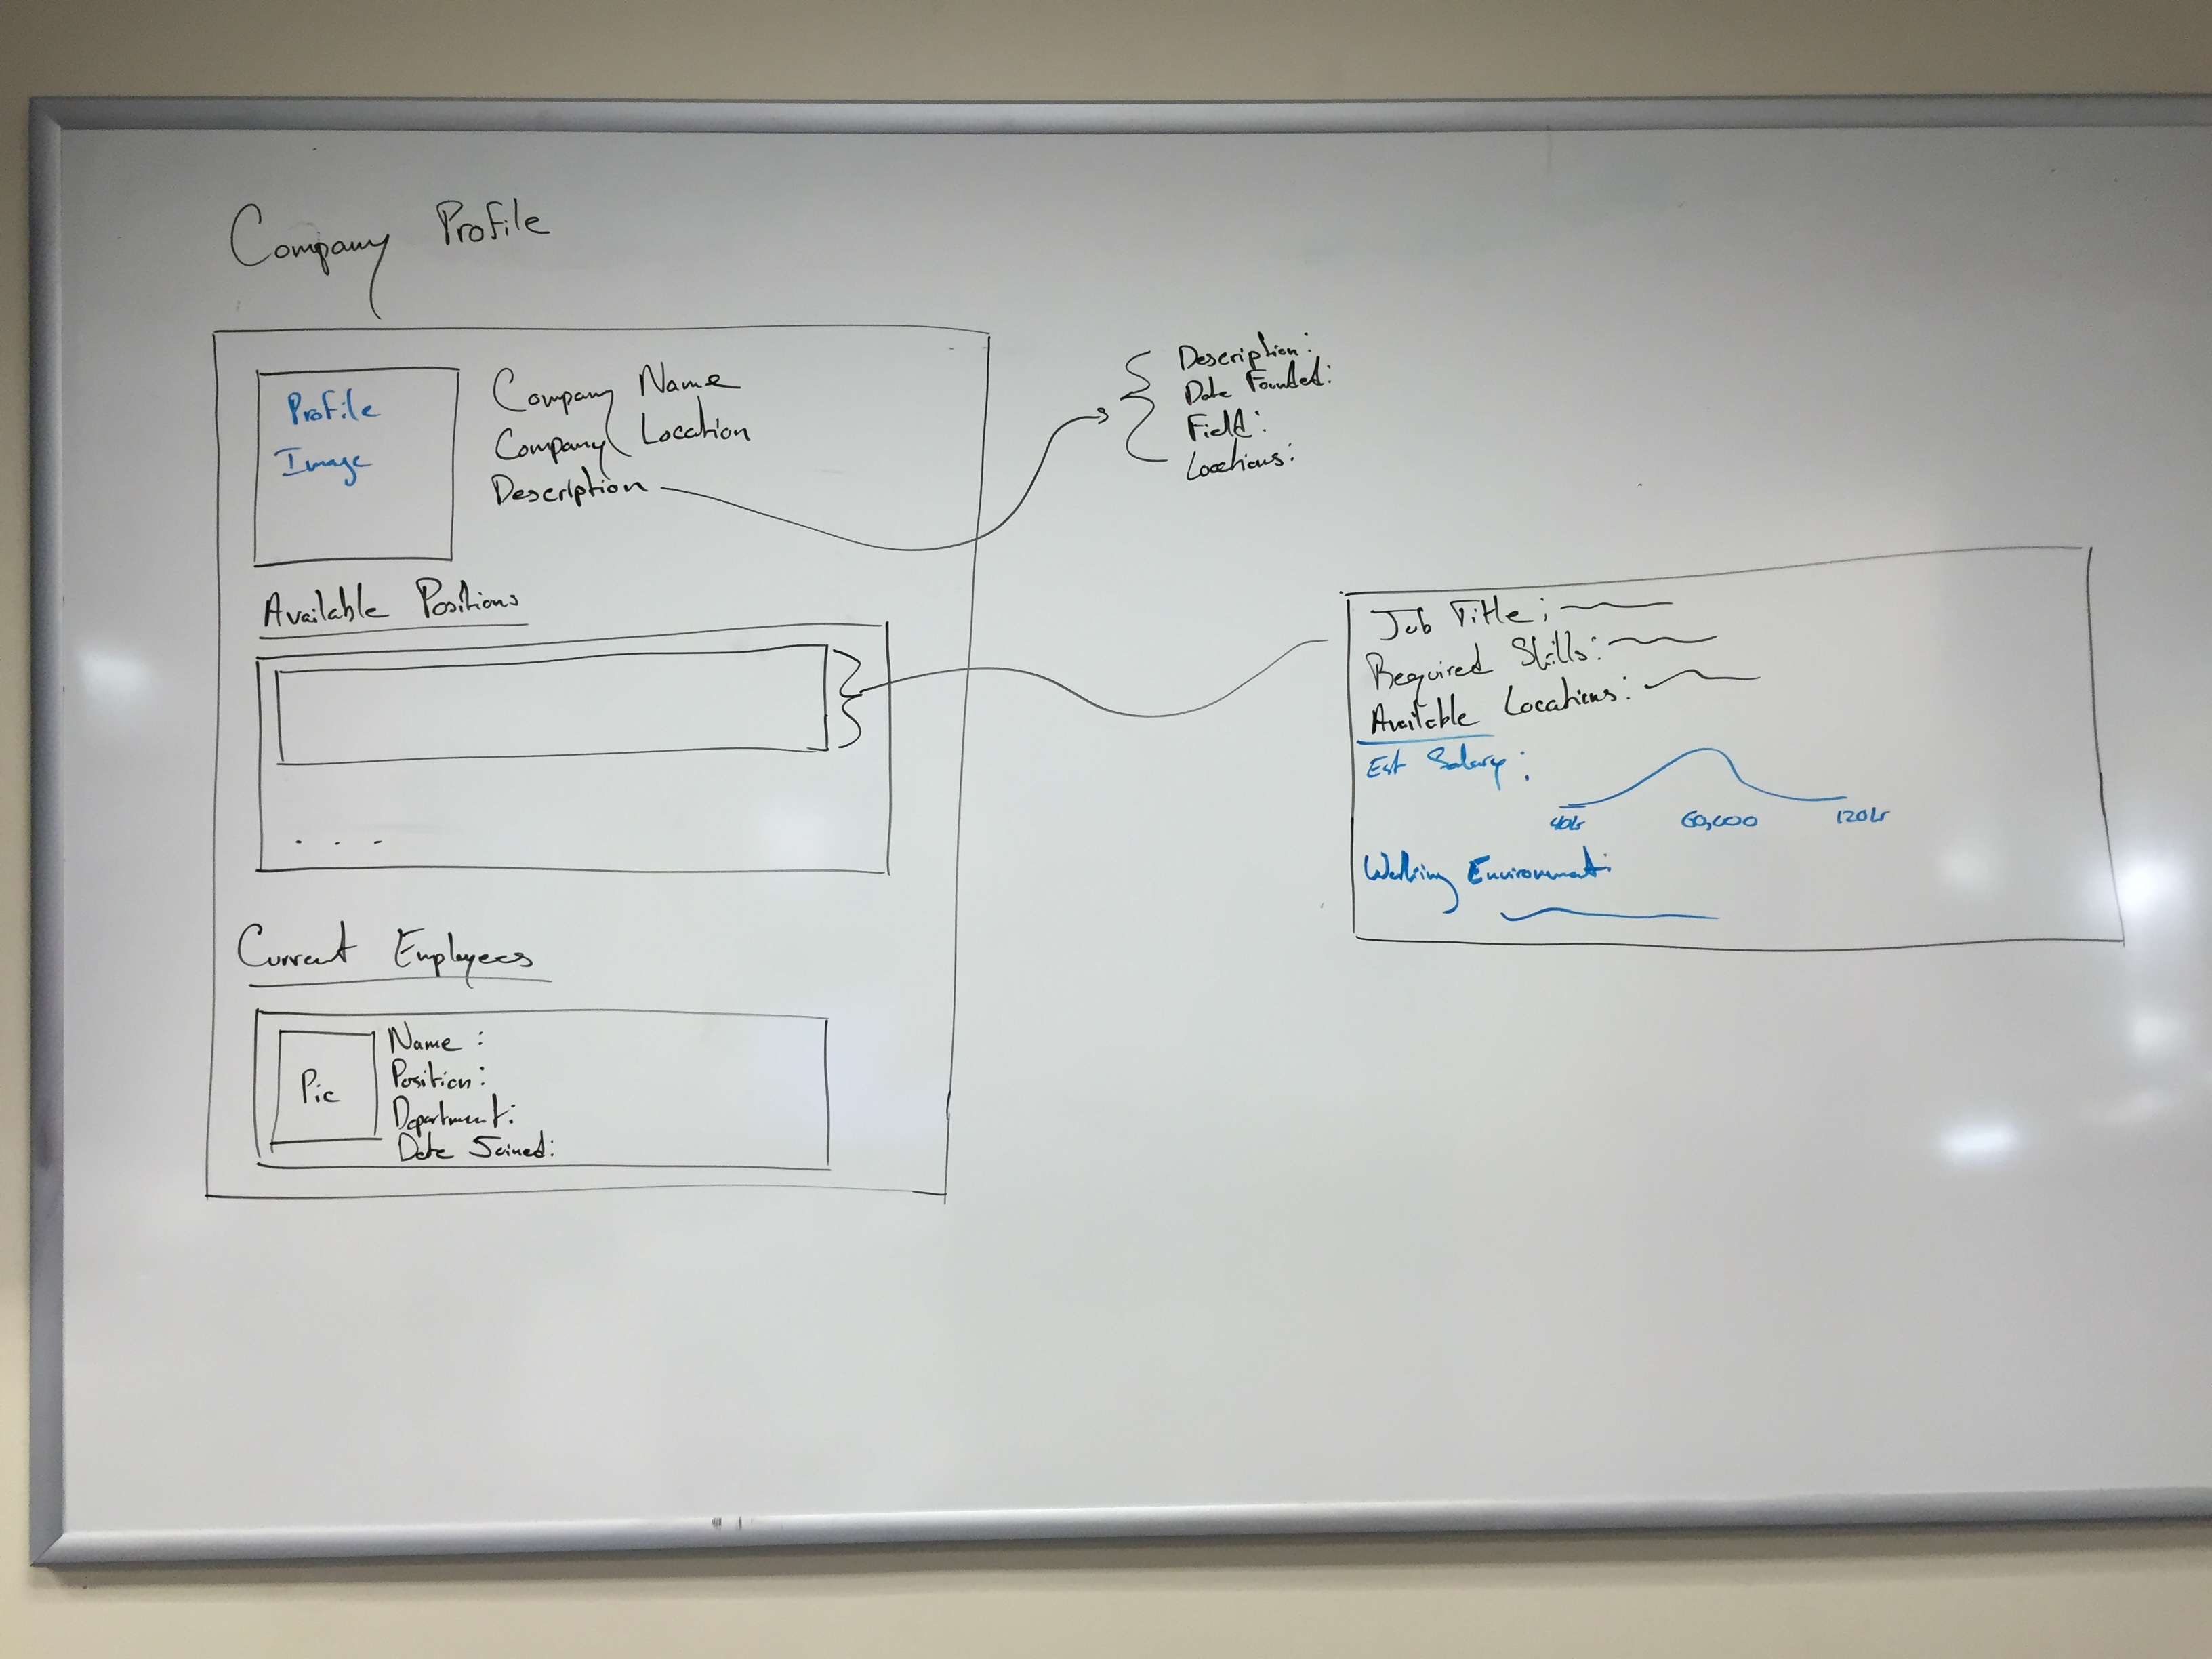 Company Profile
Profile
Image
Company Name
Company Location
Description
Description:
Date Founded:
Field:
Locations:
Available Positions
. . .
Job Title:
Required Skills:
Available Locations:
Est Salary:
40k 60,000 120k
Working Environment:
Current Employees
Pic
Name:
Position:
Department:
Date Joined: